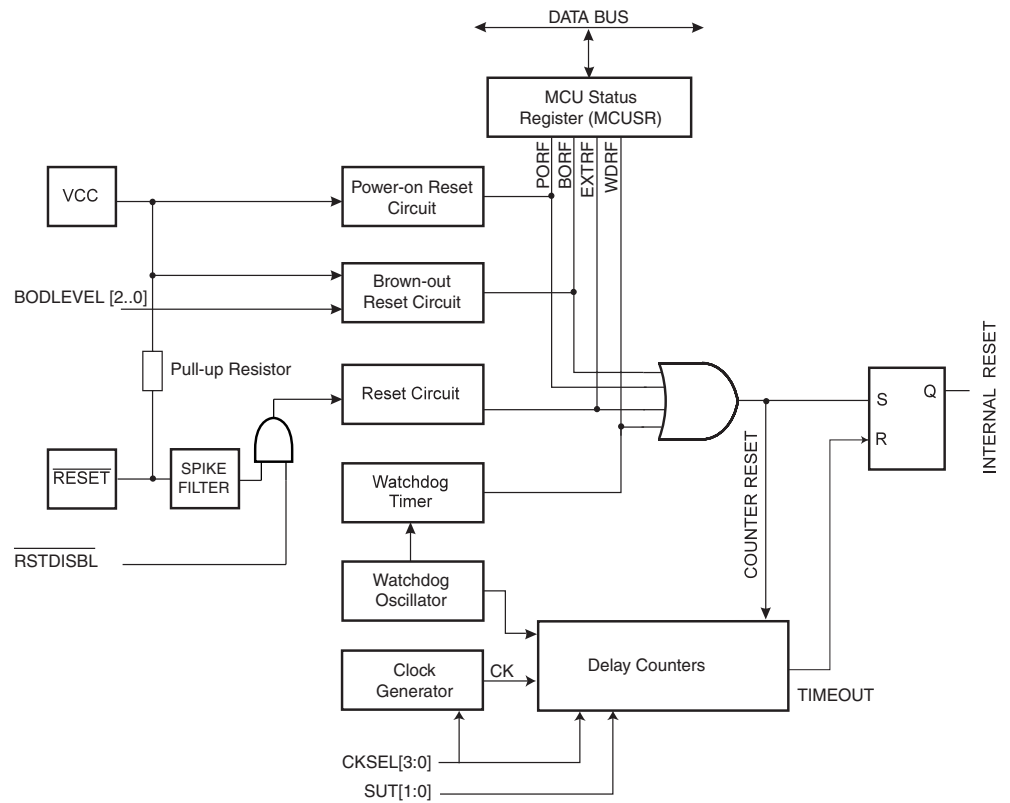 DATA BUS
MCU Status
Register (MCUSR)
PORF
BORF
EXTRF
WDRF
VCC
Power-on Reset
Circuit
BODLEVEL [2..0]
Brown-out
Reset Circuit
Pull-up Resistor
Reset Circuit
RESET
SPIKE
FILTER
RSTDISBL
Watchdog
Timer
Watchdog
Oscillator
Clock
Generator
CK
CKSEL[3:0]
SUT[1:0]
Delay Counters
COUNTER RESET
TIMEOUT
S
R
Q
INTERNAL RESET